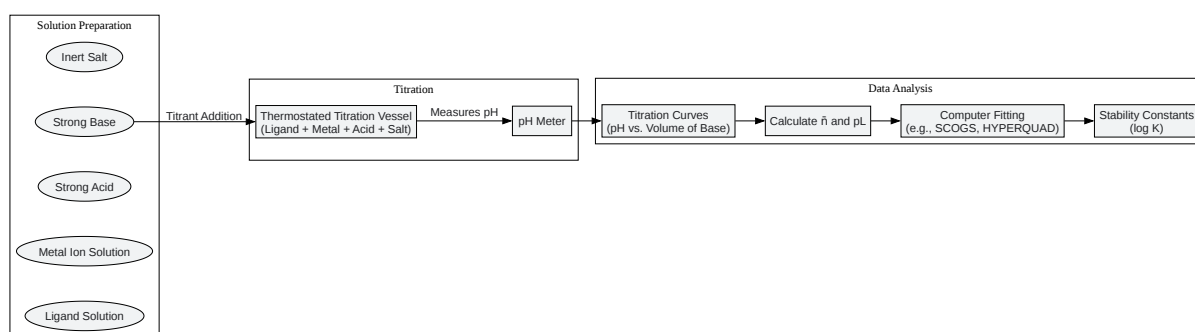 Solution Preparation
Inert Salt
Strong Base
Strong Acid
Metal Ion Solution
Ligand Solution
Titrant Addition
Titration
Thermostated Titration Vessel
(Ligand + Metal + Acid + Salt)
Measures pH
pH Meter
Data Analysis
Titration Curves
(pH vs. Volume of Base)
Calculate ñ and pL
Computer Fitting
(e.g., SCOGS, HYPERQUAD)
Stability Constants
(log K)